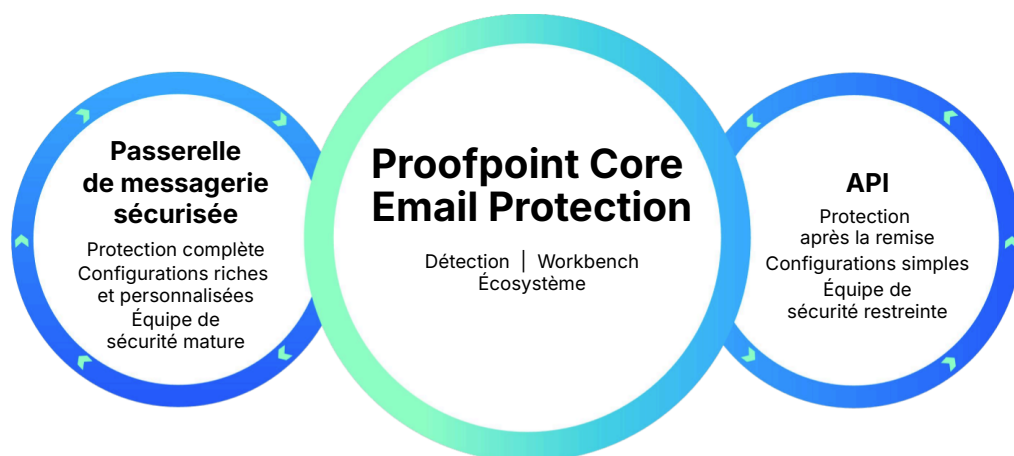 Passerelle
de messagerie
sécurisée
Protection complète
Configurations riches
et personnalisées
Équipe de
sécurité mature
Proofpoint Core
Email Protection
Détection | Workbench
Écosystème
API
Protection
après la remise
Configurations simples
Équipe de
sécurité restreinte